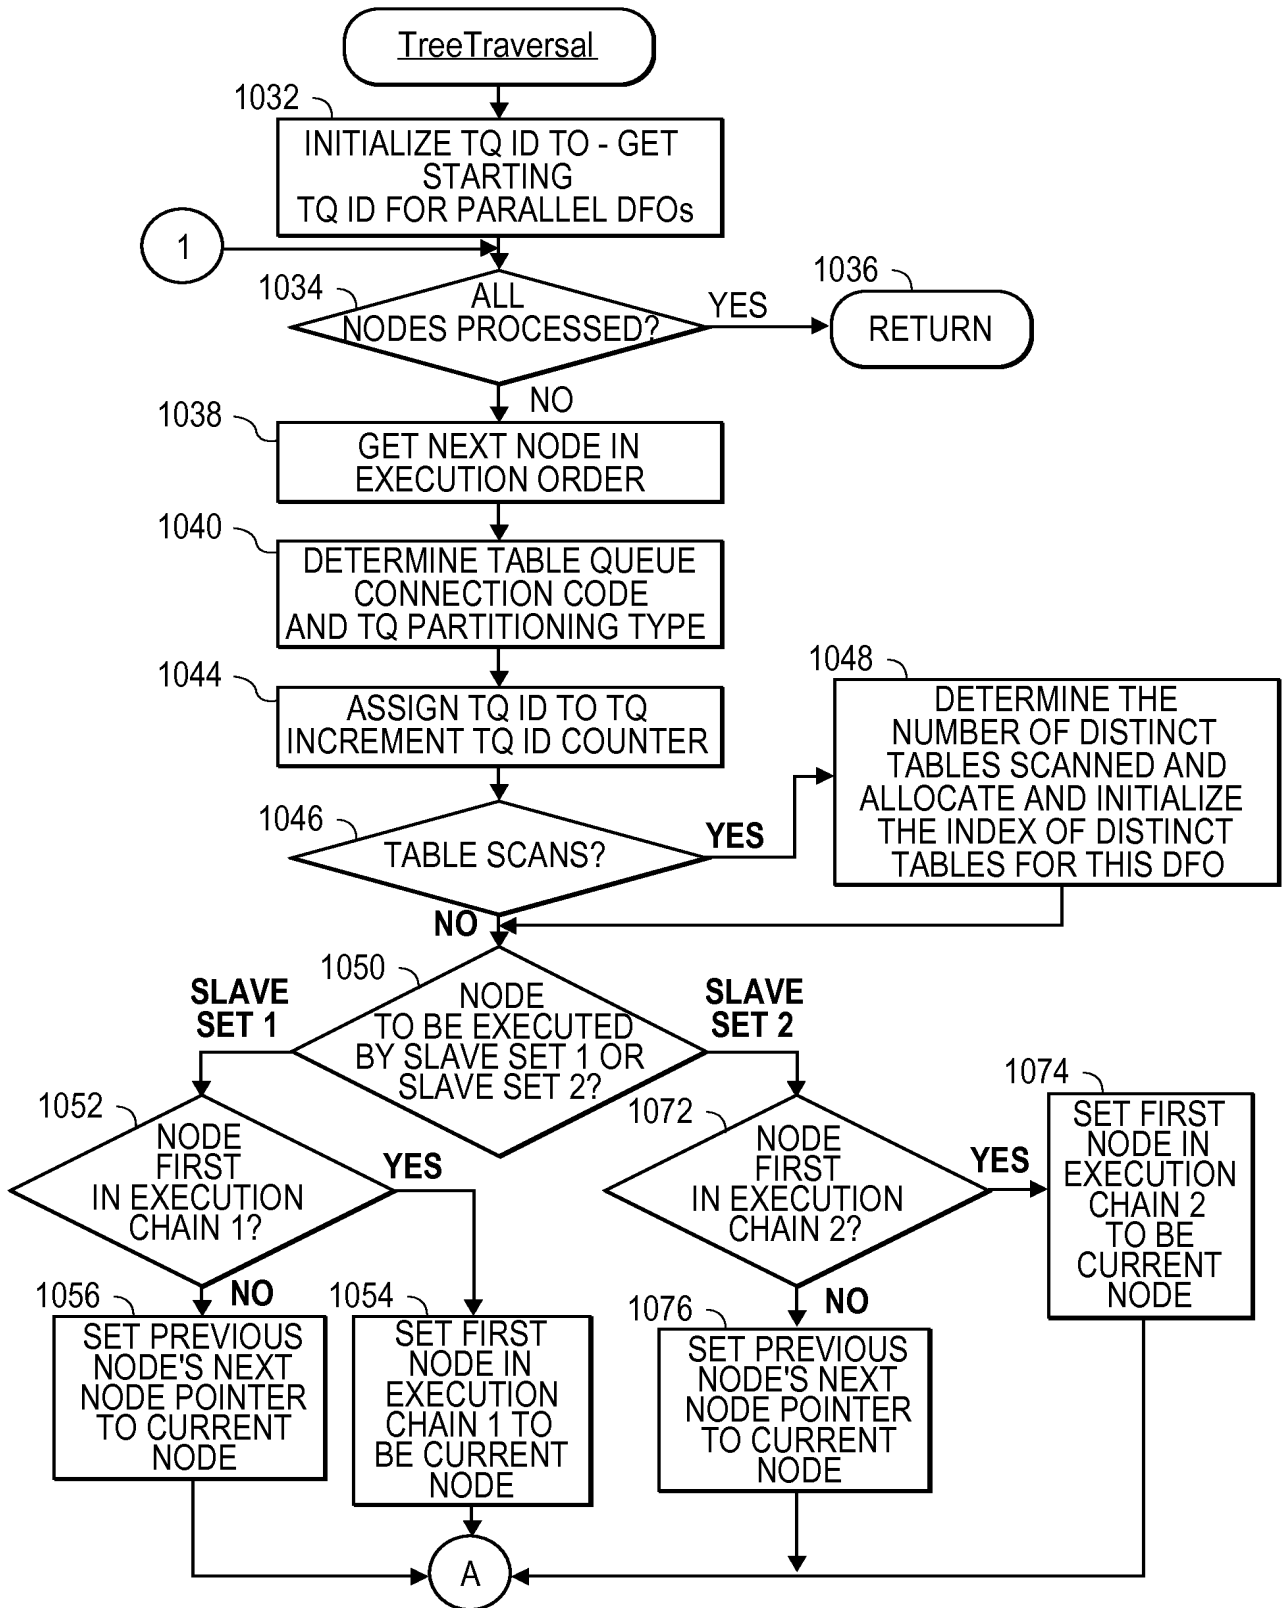 TreeTraversal
1032
INITIALIZE TQ ID TO - GET
STARTING
TQ ID FOR PARALLEL DFOs
1
1034
ALL
NODES PROCESSED?
YES
1036
RETURN
NO
1038
GET NEXT NODE IN
EXECUTION ORDER
1040
DETERMINE TABLE QUEUE
CONNECTION CODE
AND TQ PARTITIONING TYPE
1044
ASSIGN TQ ID TO TQ
INCREMENT TQ ID COUNTER
1046
TABLE SCANS?
YES
1048
DETERMINE THE
NUMBER OF DISTINCT
TABLES SCANNED AND
ALLOCATE AND INITIALIZE
THE INDEX OF DISTINCT
TABLES FOR THIS DFO
NO
1050
NODE
TO BE EXECUTED
BY SLAVE SET 1 OR
SLAVE SET 2?
SLAVE
SET 1
SLAVE
SET 2
1052
NODE
FIRST
IN EXECUTION
CHAIN 1?
YES
NO
1072
NODE
FIRST
IN EXECUTION
CHAIN 2?
YES
NO
1074
SET FIRST
NODE IN
EXECUTION
CHAIN 2
TO BE
CURRENT
NODE
1056
SET PREVIOUS
NODE'S NEXT
NODE POINTER
TO CURRENT
NODE
1054
SET FIRST
NODE IN
EXECUTION
CHAIN 1 TO
BE CURRENT
NODE
1076
SET PREVIOUS
NODE'S NEXT
NODE POINTER
TO CURRENT
NODE
A